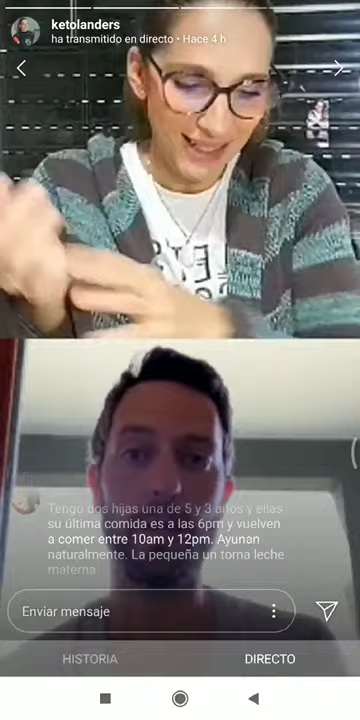 ketolanders
ha transmitido en directo • Hace 4 h
Tengo dos hijas una de 5 y 3 años y ellas
su última comida es a las 6pm y vuelven
a comer entre 10am y 12pm. Ayunan
naturalmente. La pequeña un toma leche
materna
Enviar mensaje
HISTORIA
DIRECTO